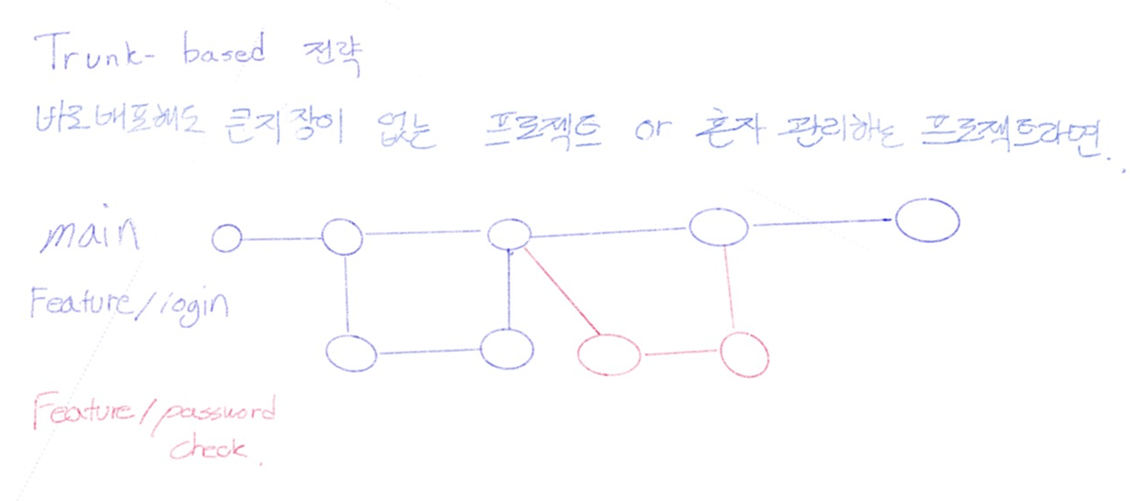 Trunk- based 전략
바로배포해도 큰지장이 없는 프로젝트 or 혼자 관리하는 프로젝트라면..
main
Feature/login
Feature/password
check.